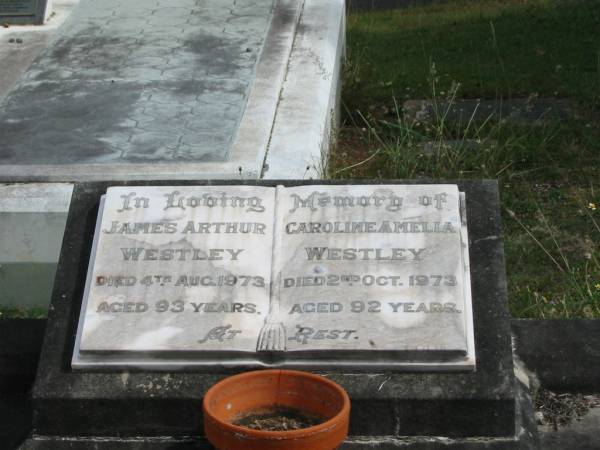 In Loving Memory of
JAMES ARTHUR
WESTLEY
DIED 4TH AUG. 1973
AGED 93 YEARS.
CAROLINE AMELIA
WESTLEY
DIED 2ND OCT. 1973
AGED 92 YEARS.
At Rest.